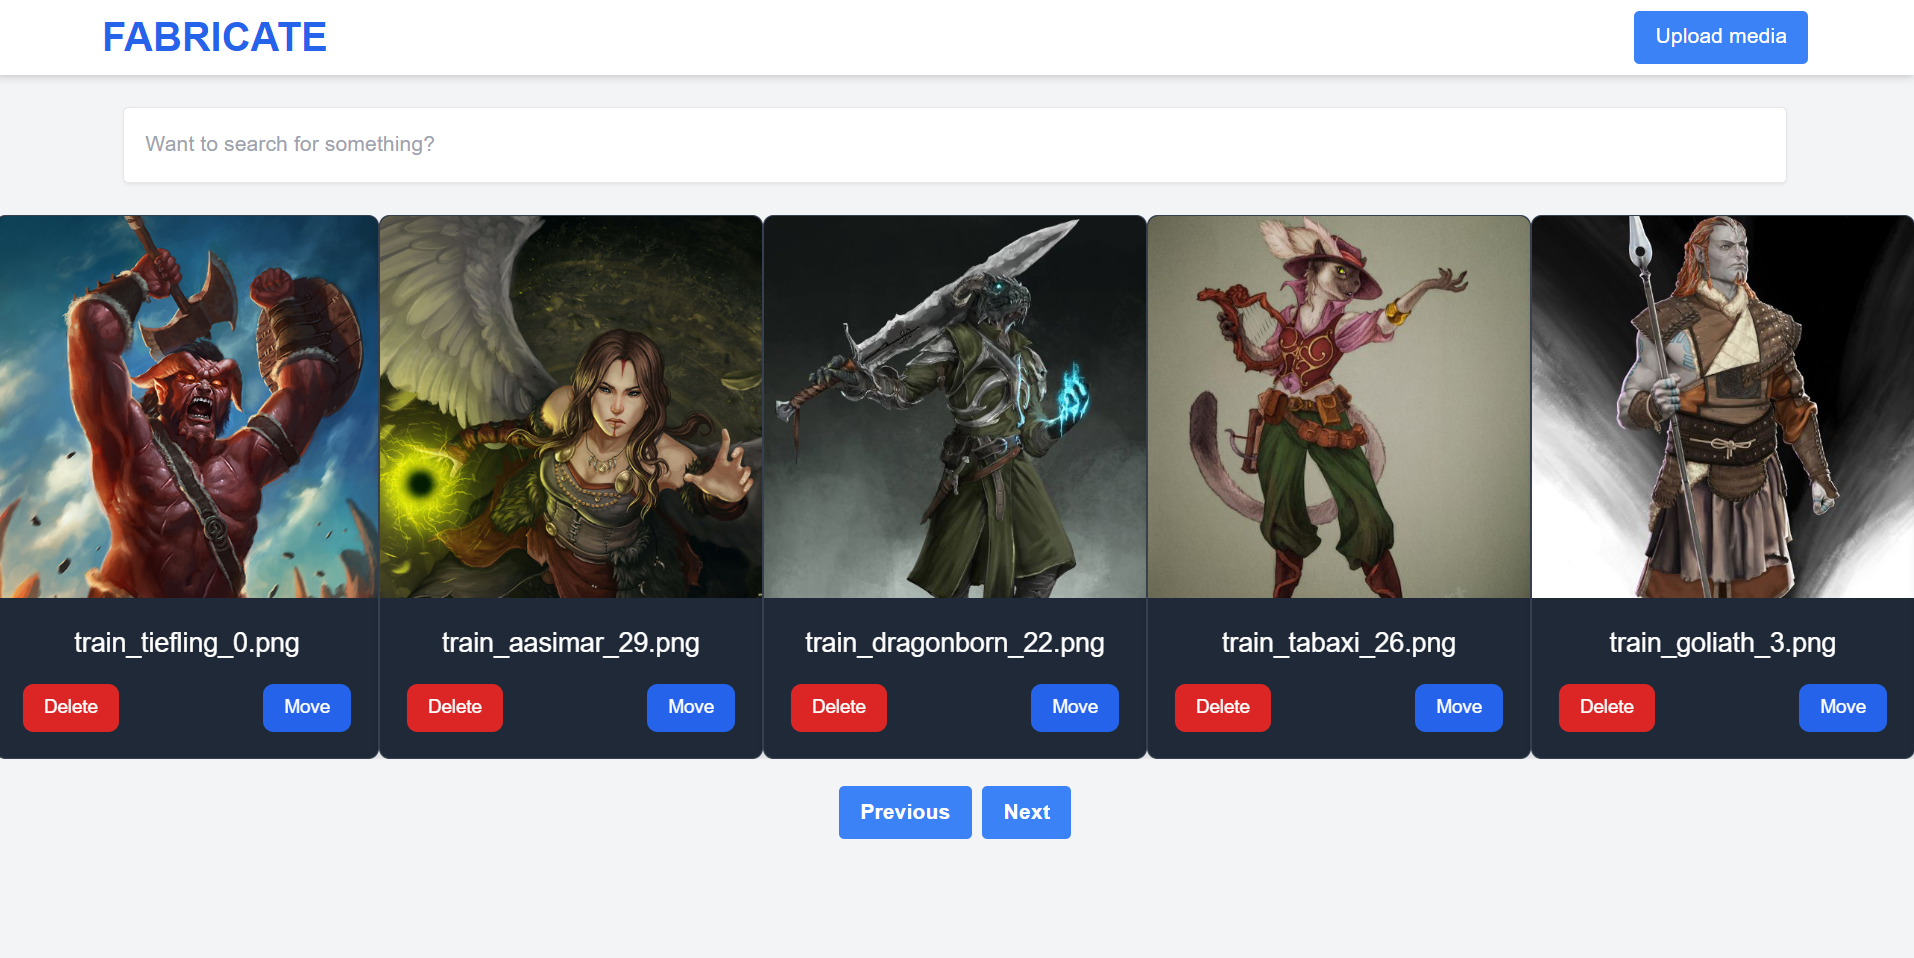 FABRICATE
Upload media
Want to search for something?
train_tiefling_0.png
train_aasimar_29.png
train_dragonborn_22.png
train_tabaxi_26.png
train_goliath_3.png
Delete
Move
Delete
Move
Delete
Move
Delete
Move
Delete
Move
Previous
Next